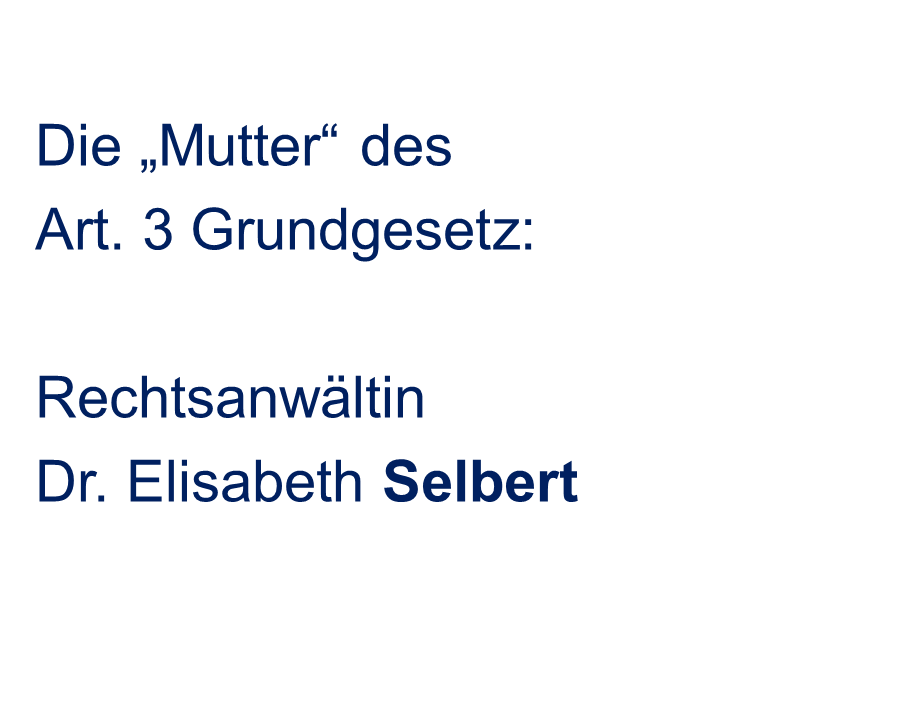 Die „Mutter“ des
Art. 3 Grundgesetz:
Rechtsanwältin
Dr. Elisabeth Selbert